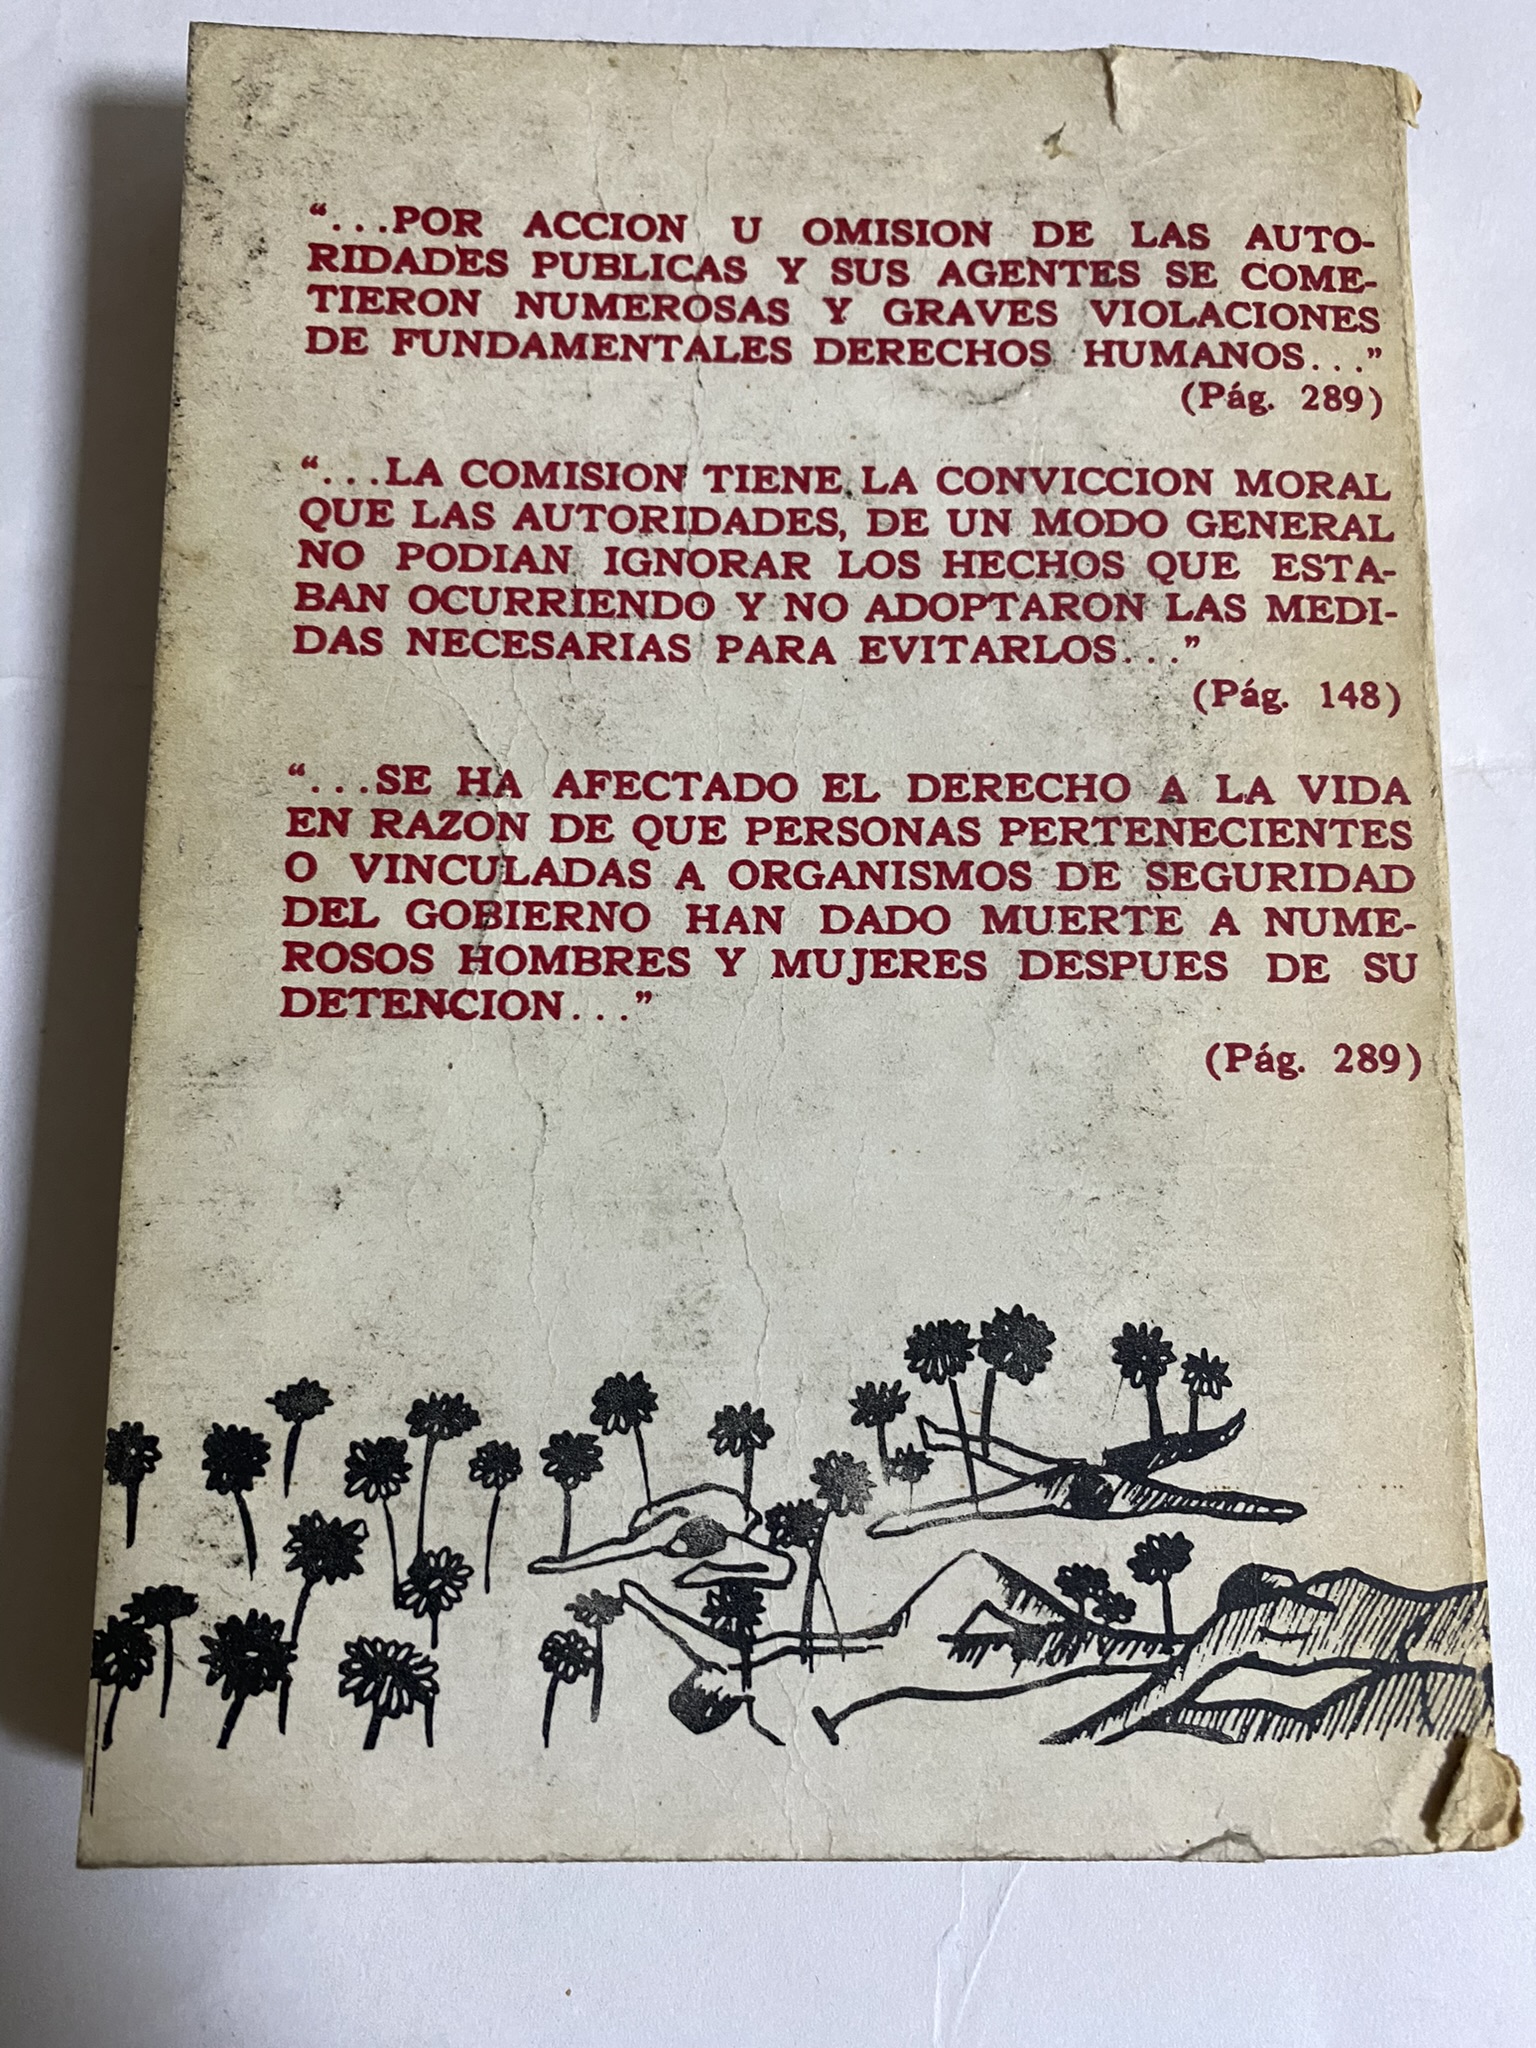 “...POR ACCION U OMISION DE LAS AUTO-
RIDADES PUBLICAS Y SUS AGENTES SE COME-
TIERON NUMEROSAS Y GRAVES VIOLACIONES
DE FUNDAMENTALES DERECHOS HUMANOS...”
(Pág. 289)
“...LA COMISION TIENE LA CONVICCION MORAL
QUE LAS AUTORIDADES, DE UN MODO GENERAL
NO PODIAN IGNORAR LOS HECHOS QUE ESTA-
BAN OCURRIENDO Y NO ADOPTARON LAS MEDI-
DAS NECESARIAS PARA EVITARLOS...”
(Pág. 148)
“...SE HA AFECTADO EL DERECHO A LA VIDA
EN RAZON DE QUE PERSONAS PERTENECIENTES
O VINCULADAS A ORGANISMOS DE SEGURIDAD
DEL GOBIERNO HAN DADO MUERTE A NUME-
ROSOS HOMBRES Y MUJERES DESPUES DE SU
DETENCION...”
(Pág. 289)